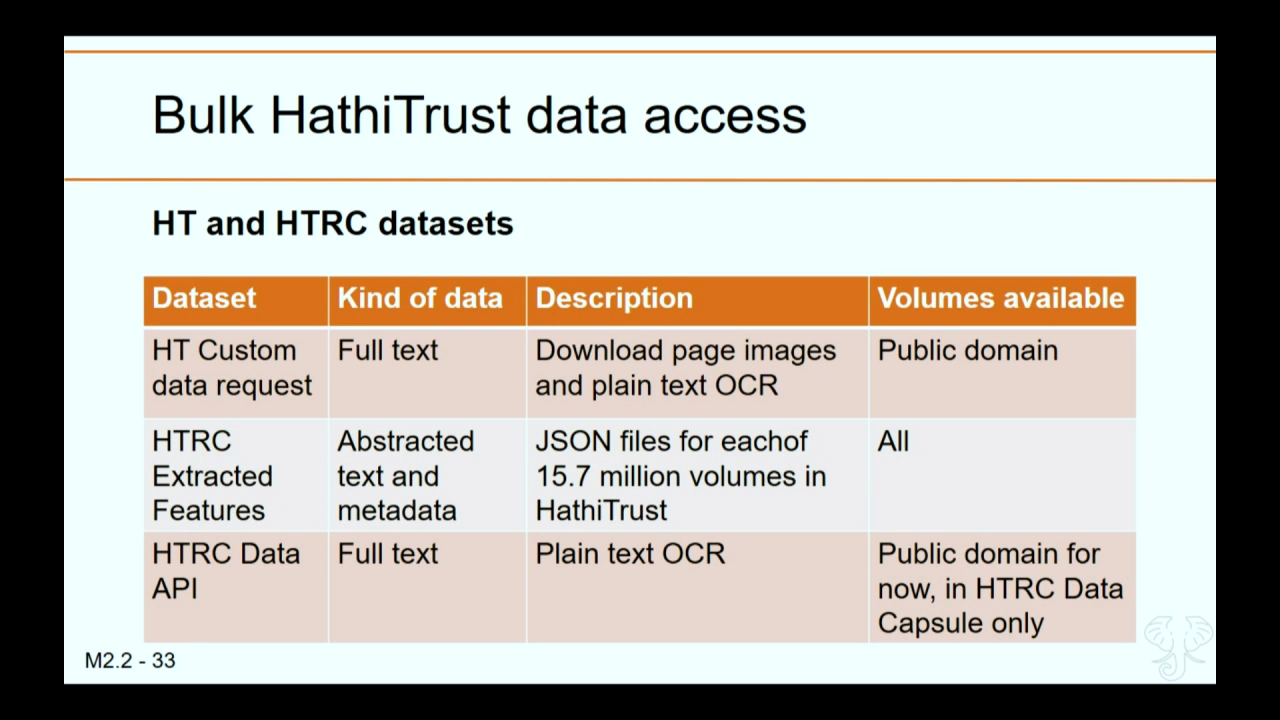 Bulk HathiTrust data access
HT and HTRC datasets
Dataset
Kind of data
Description
Volumes available
HT Custom
data request
Full text
Download page images
and plain text OCR
Public domain
HTRC
Extracted
Features
Abstracted
text and
metadata
JSON files for eachof
15.7 million volumes in
HathiTrust
All
HTRC Data
API
Full text
Plain text OCR
Public domain for
now, in HTRC Data
Capsule only
M2.2 - 33